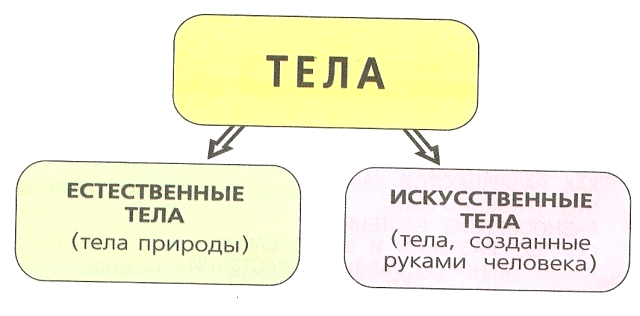 ТЕЛА
ЕСТЕСТВЕННЫЕ
ТЕЛА
(тела природы)
ИСКУССТВЕННЫЕ
ТЕЛА
(тела, созданные
руками человека)